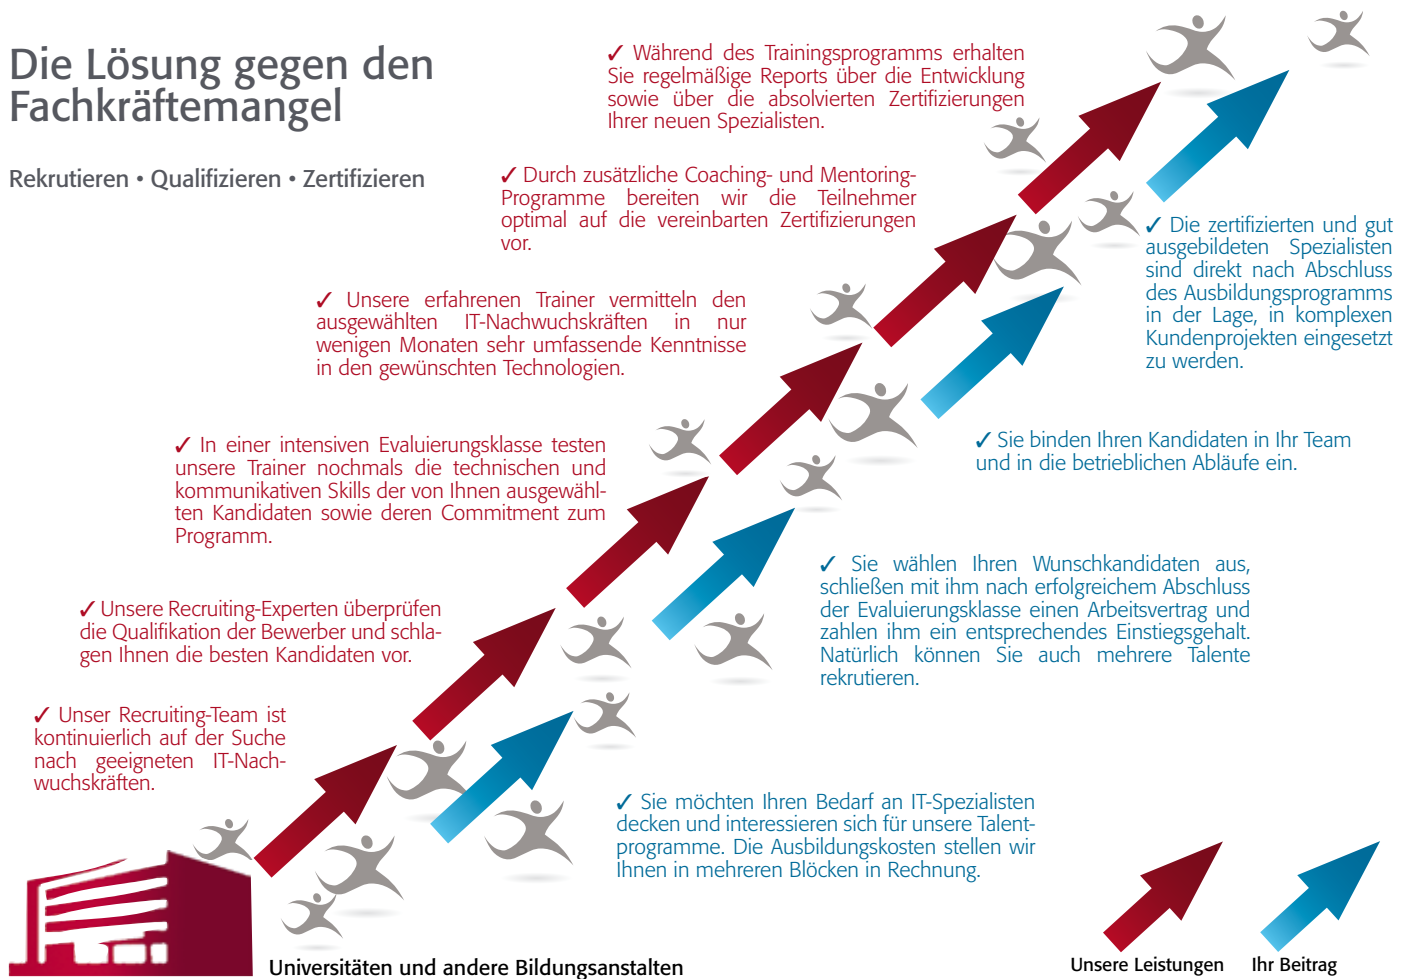 Die Lösung gegen den
Fachkräftemangel
Rekrutieren • Qualifizieren • Zertifizieren
✓ Während des Trainingsprogramms erhalten
Sie regelmäßige Reports über die Entwicklung
sowie über die absolvierten Zertifizierungen
Ihrer neuen Spezialisten.
✓ Durch zusätzliche Coaching- und Mentoring-
Programme bereiten wir die Teilnehmer
optimal auf die vereinbarten Zertifizierungen
vor.
✓ Unsere erfahrenen Trainer vermitteln den
ausgewählten IT-Nachwuchskräften in nur
wenigen Monaten sehr umfassende Kenntnisse
in den gewünschten Technologien.
✓ In einer intensiven Evaluierungsklasse testen
unsere Trainer nochmals die technischen und
kommunikativen Skills der von Ihnen ausgewähl-
ten Kandidaten sowie deren Commitment zum
Programm.
✓ Unsere Recruiting-Experten überprüfen
die Qualifikation der Bewerber und schla-
gen Ihnen die besten Kandidaten vor.
✓ Unser Recruiting-Team ist
kontinuierlich auf der Suche
nach geeigneten IT-Nach-
wuchskräften.
✓ Die zertifizierten und gut
ausgebildeten Spezialisten
sind direkt nach Abschluss
des Ausbildungsprogramms
in der Lage, in komplexen
Kundenprojekten eingesetzt
zu werden.
✓ Sie binden Ihren Kandidaten in Ihr Team
und in die betrieblichen Abläufe ein.
✓ Sie wählen Ihren Wunschkandidaten aus,
schließen mit ihm nach erfolgreichem Abschluss
der Evaluierungsklasse einen Arbeitsvertrag und
zahlen ihm ein entsprechendes Einstiegsgehalt.
Natürlich können Sie auch mehrere Talente
rekrutieren.
✓ Sie möchten Ihren Bedarf an IT-Spezialisten
decken und interessieren sich für unsere Talent-
programme. Die Ausbildungskosten stellen wir
Ihnen in mehreren Blöcken in Rechnung.
Universitäten und andere Bildungsanstalten
Unsere Leistungen
Ihr Beitrag